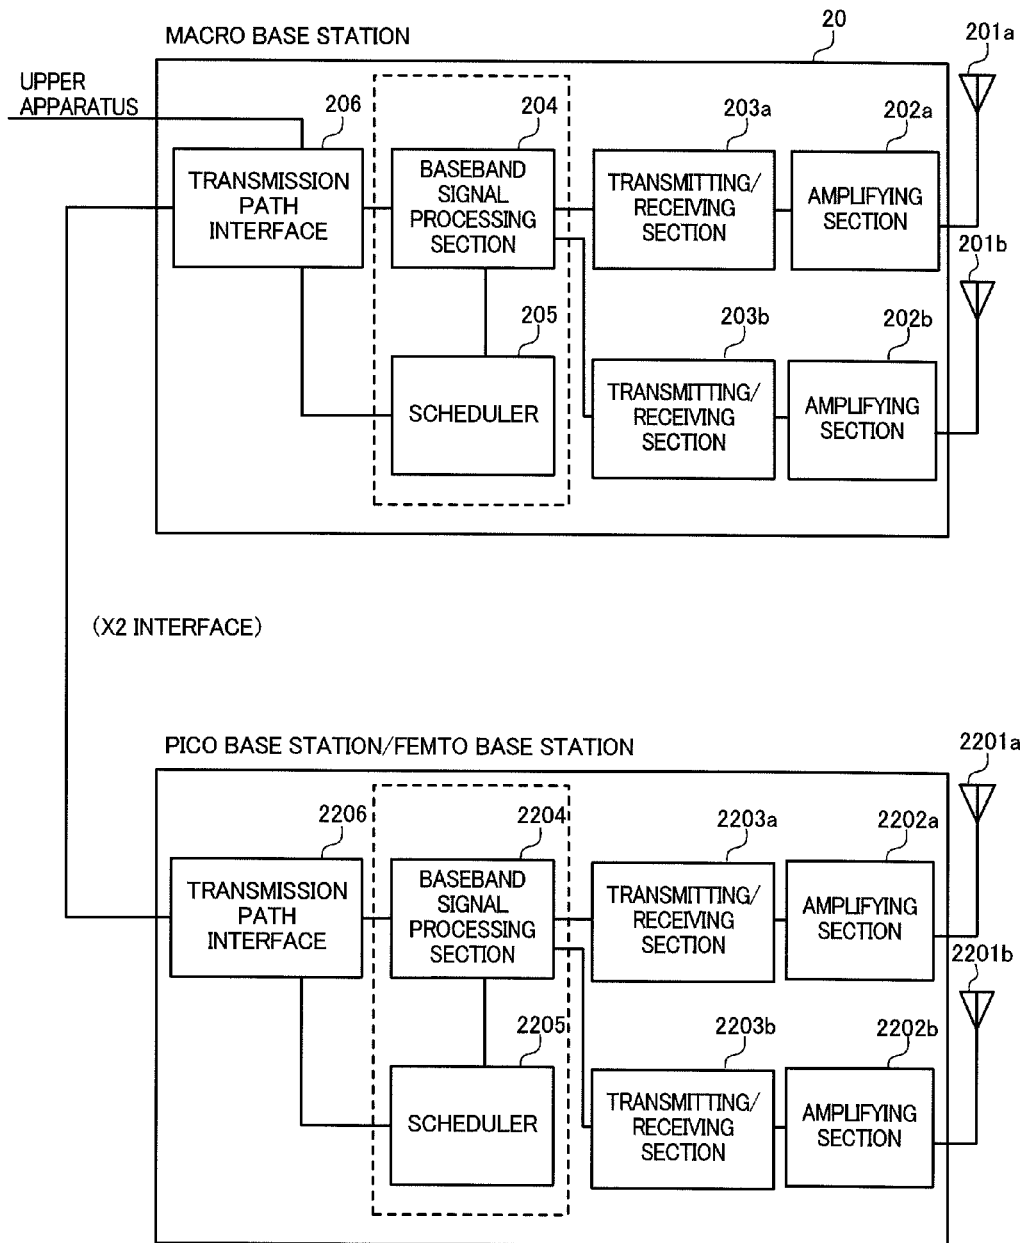 MACRO BASE STATION
20
201a
UPPER
APPARATUS
206
204
203a
202a
TRANSMISSION
PATH
INTERFACE
BASEBAND
SIGNAL
PROCESSING
SECTION
TRANSMITTING/
RECEIVING
SECTION
AMPLIFYING
SECTION
201b
205
203b
202b
SCHEDULER
TRANSMITTING/
RECEIVING
SECTION
AMPLIFYING
SECTION
(X2 INTERFACE)
PICO BASE STATION/FEMTO BASE STATION
2201a
2206
2204
2203a
2202a
TRANSMISSION
PATH
INTERFACE
BASEBAND
SIGNAL
PROCESSING
SECTION
TRANSMITTING/
RECEIVING
SECTION
AMPLIFYING
SECTION
2201b
2205
2203b
2202b
SCHEDULER
TRANSMITTING/
RECEIVING
SECTION
AMPLIFYING
SECTION